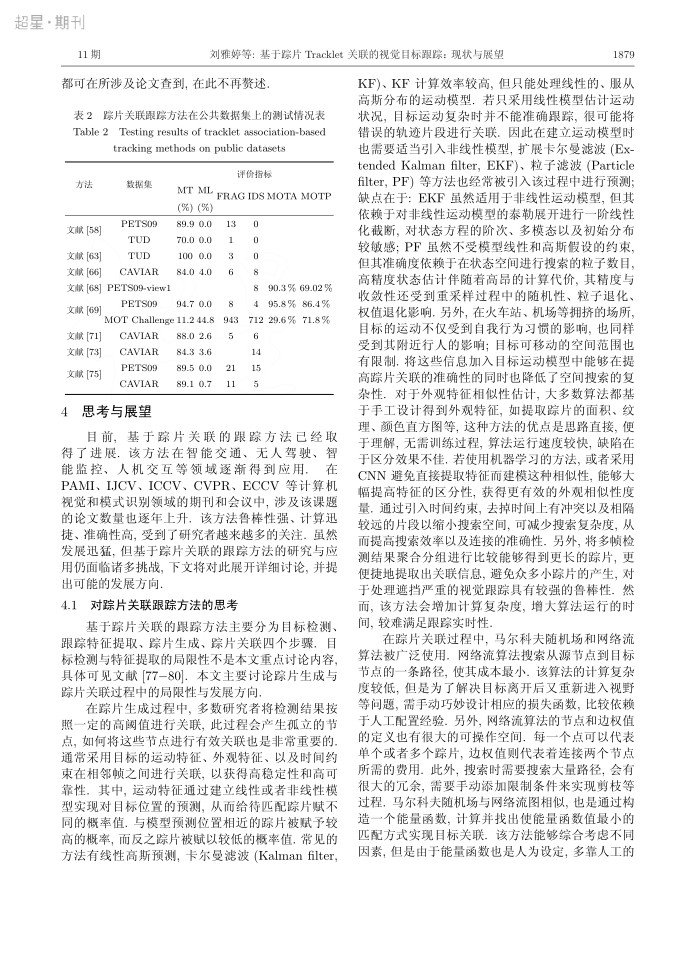 超星·期刊
11 期
刘雅婷等: 基于踪片 Tracklet 关联的视觉目标跟踪: 现状与展望
1879
都可在所涉及论文查到, 在此不再赘述.
表 2 踪片关联跟踪方法在公共数据集上的测试情况表
Table 2 Testing results of tracklet association-based
tracking methods on public datasets
方法 数据集 评价指标
MT (%) ML (%) FRAG IDS MOTA MOTP
文献 [58] PETS09 89.9 0.0 13 0
TUD 70.0 0.0 1 0
文献 [63] TUD 100 0.0 3 0
文献 [66] CAVIAR 84.0 4.0 6 8
文献 [68] PETS09-view1 8 90.3 % 69.02 %
文献 [69] PETS09 94.7 0.0 8 4 95.8 % 86.4 %
MOT Challenge 11.2 44.8 943 712 29.6 % 71.8 %
文献 [71] CAVIAR 88.0 2.6 5 6
文献 [73] CAVIAR 84.3 3.6 14
文献 [75] PETS09 89.5 0.0 21 15
CAVIAR 89.1 0.7 11 5
4 思考与展望
目前, 基于踪片关联的跟踪方法已经取
得了进展. 该方法在智能交通、无人驾驶、智
能监控、人机交互等领域逐渐得到应用. 在
PAMI、IJCV、ICCV、CVPR、ECCV 等计算机
视觉和模式识别领域的期刊和会议中, 涉及该课题
的论文数量也逐年上升. 该方法鲁棒性强、计算迅
捷、准确性高, 受到了研究者越来越多的关注. 虽然
发展迅猛, 但基于踪片关联的跟踪方法的研究与应
用仍面临诸多挑战, 下文将对此展开详细讨论, 并提
出可能的发展方向.
4.1 对踪片关联跟踪方法的思考
基于踪片关联的跟踪方法主要分为目标检测、
跟踪特征提取、踪片生成、踪片关联四个步骤. 目
标检测与特征提取的局限性不是本文重点讨论内容,
具体可见文献 [77−80]. 本文主要讨论踪片生成与
踪片关联过程中的局限性与发展方向.
在踪片生成过程中, 多数研究者将检测结果按
照一定的高阈值进行关联, 此过程会产生孤立的节
点, 如何将这些节点进行有效关联也是非常重要的.
通常采用目标的运动特征、外观特征、以及时间约
束在相邻帧之间进行关联, 以获得高稳定性和高可
靠性. 其中, 运动特征通过建立线性或者非线性模
型实现对目标位置的预测, 从而给待匹配踪片赋不
同的概率值. 与模型预测位置相近的踪片被赋予较
高的概率, 而反之踪片被赋以较低的概率值. 常见的
方法有线性高斯预测, 卡尔曼滤波 (Kalman filter,
KF)、KF 计算效率较高, 但只能处理线性的、服从
高斯分布的运动模型. 若只采用线性模型估计运动
状况, 目标运动复杂时并不能准确跟踪, 很可能将
错误的轨迹片段进行关联. 因此在建立运动模型时
也需要适当引入非线性模型, 扩展卡尔曼滤波 (Ex-
tended Kalman filter, EKF)、粒子滤波 (Particle
filter, PF) 等方法也经常被引入该过程中进行预测;
缺点在于: EKF 虽然适用于非线性运动模型, 但其
依赖于对非线性运动模型的泰勒展开进行一阶线性
化截断, 对状态方程的阶次、多模态以及初始分布
较敏感; PF 虽然不受模型线性和高斯假设的约束,
但其准确度依赖于在状态空间进行搜索的粒子数目,
高精度状态估计伴随着高昂的计算代价, 其精度与
收敛性还受到重采样过程中的随机性、粒子退化、
权值退化影响. 另外, 在火车站、机场等拥挤的场所,
目标的运动不仅受到自我行为习惯的影响, 也同样
受到其附近行人的影响; 目标可移动的空间范围也
有限制. 将这些信息加入目标运动模型中能够在提
高踪片关联的准确性的同时也降低了空间搜索的复
杂性. 对于外观特征相似性估计, 大多数算法都基
于手工设计得到外观特征, 如提取踪片的面积、纹
理、颜色直方图等, 这种方法的优点是思路直接, 便
于理解, 无需训练过程, 算法运行速度较快, 缺陷在
于区分效果不佳. 若使用机器学习的方法, 或者采用
CNN 避免直接提取特征而建模这种相似性, 能够大
幅提高特征的区分性, 获得更有效的外观相似性度
量. 通过引入时间约束, 去掉时间上有冲突以及相隔
较远的片段以缩小搜索空间, 可减少搜索复杂度, 从
而提高搜索效率以及连接的准确性. 另外, 将多帧检
测结果聚合分组进行比较能够得到更长的踪片, 更
便捷地提取出关联信息, 避免众多小踪片的产生, 对
于处理遮挡严重的视觉跟踪具有较强的鲁棒性. 然
而, 该方法会增加计算复杂度, 增大算法运行的时
间, 较难满足跟踪实时性.
在踪片关联过程中, 马尔科夫随机场和网络流
算法被广泛使用. 网络流算法搜索从源节点到目标
节点的一条路径, 使其成本最小. 该算法的计算复杂
度较低, 但是为了解决目标离开后又重新进入视野
等问题, 需手动巧妙设计相应的损失函数, 比较依赖
于人工配置经验. 另外, 网络流算法的节点和边权值
的定义也有很大的可操作空间. 每一个点可以代表
单个或者多个踪片, 边权值则代表着连接两个节点
所需的费用. 此外, 搜索时需要搜索大量路径, 会有
很大的冗余, 需要手动添加限制条件来实现剪枝等
过程. 马尔科夫随机场与网络流图相似, 也是通过构
造一个能量函数, 计算并找出使能量函数值最小的
匹配方式实现目标关联. 该方法能够综合考虑不同
因素, 但是由于能量函数也是人为设定, 多靠人工的